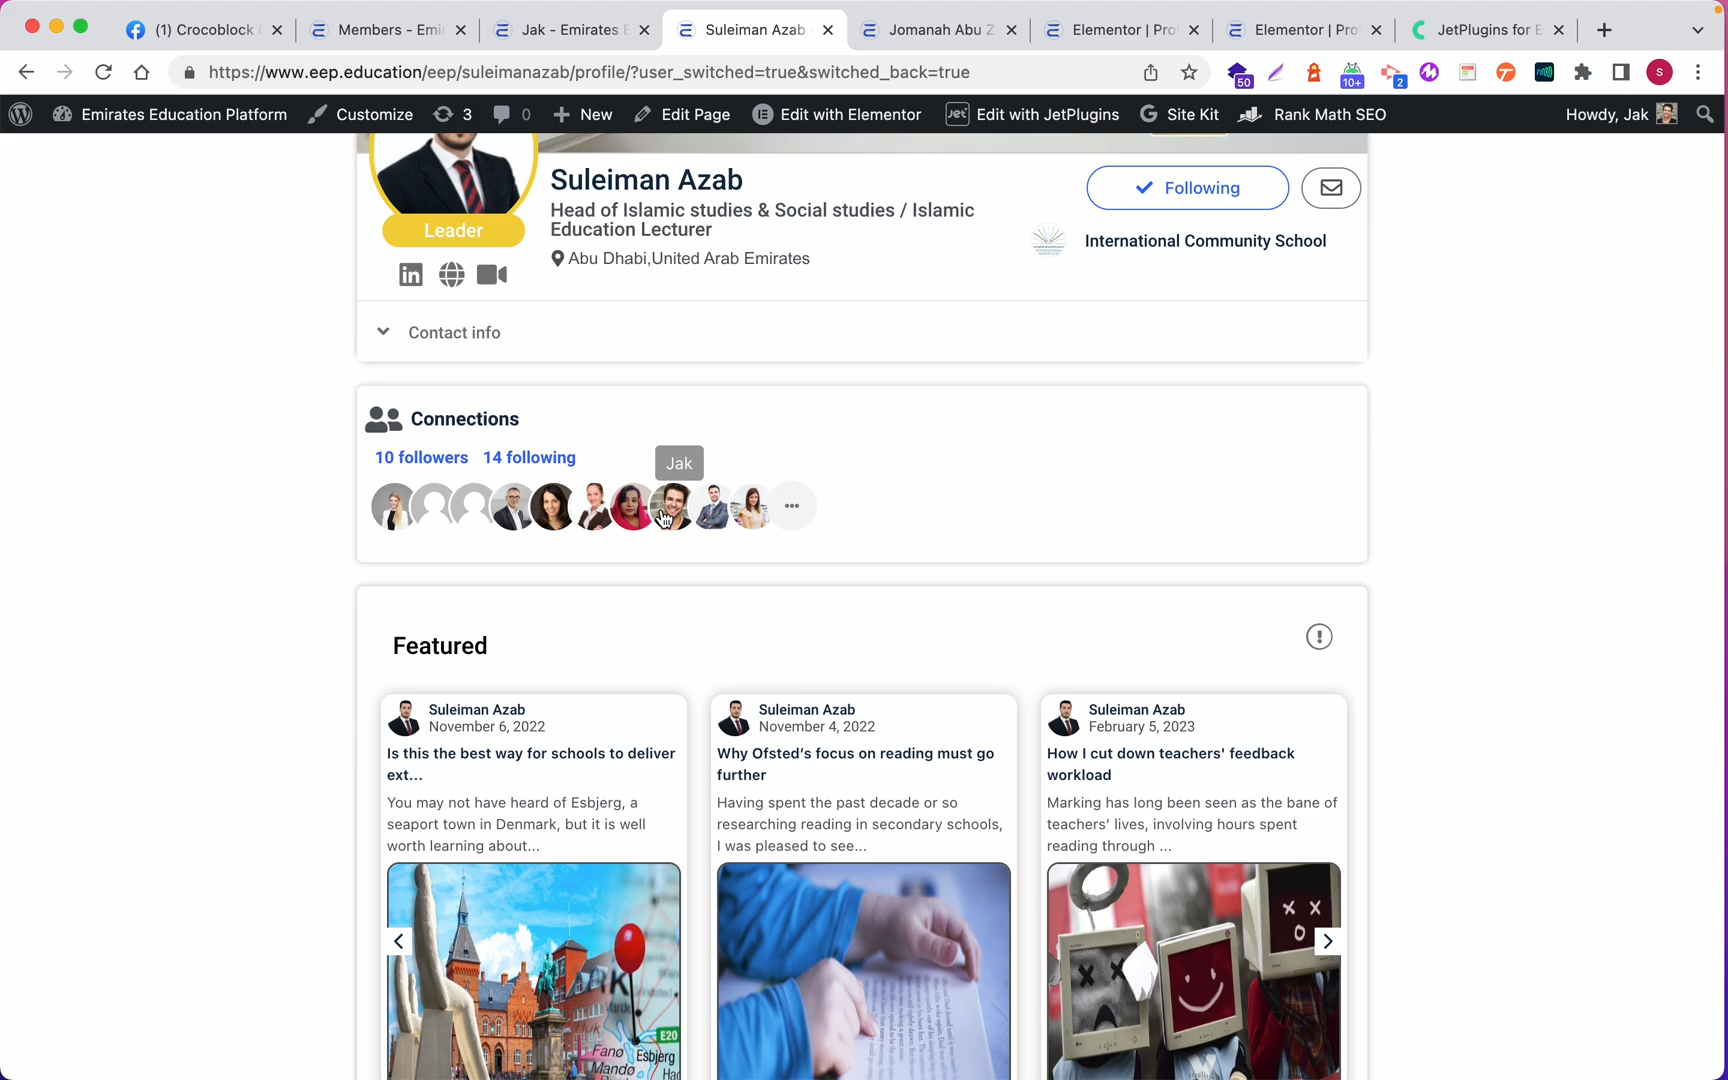 (1) Crocoblock
Members - Emi
Jak - Emirates E
Suleiman Azab
Jomanah Abu Z
Elementor | Pro
Elementor | Pro
JetPlugins for E
https://www.eep.education/eep/suleimanazab/profile/?user_switched=true&switched_back=true
50
10+
2
S
Emirates Education Platform
Customize
3
0
New
Edit Page
Edit with Elementor
Jet
Edit with JetPlugins
Site Kit
Rank Math SEO
Howdy, Jak
Suleiman Azab
Following
Head of Islamic studies & Social studies / Islamic
Education Lecturer
Leader
International Community School
Abu Dhabi,United Arab Emirates
Contact info
Connections
10 followers 14 following
Jak
Featured
Suleiman Azab
November 6, 2022
Is this the best way for schools to deliver
ext...
You may not have heard of Esbjerg, a
seaport town in Denmark, but it is well
worth learning about...
E20
Fanø
Esbjerg
Mandø
Suleiman Azab
November 4, 2022
Why Ofsted's focus on reading must go
further
Having spent the past decade or so
researching reading in secondary schools,
I was pleased to see...
Suleiman Azab
February 5, 2023
How I cut down teachers' feedback
workload
Marking has long been seen as the bane of
teachers' lives, involving hours spent
reading through ...